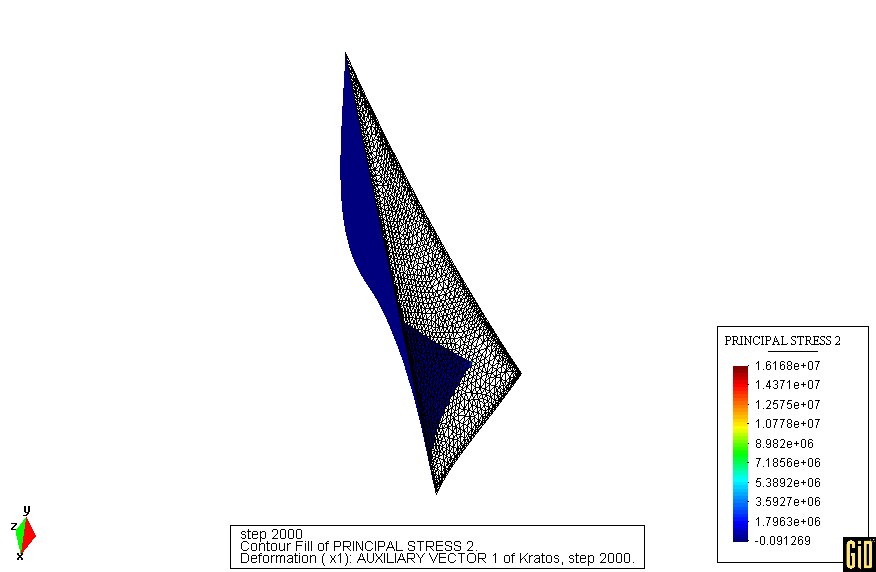 PRINCIPAL STRESS 2
1.6168e+07
1.4371e+07
1.2575e+07
1.0778e+07
8.982e+06
7.1856e+06
5.3892e+06
3.5927e+06
1.7963e+06
-0.091269
y
z
x
step 2000
Contour Fill of PRINCIPAL STRESS 2.
Deformation ( x1): AUXILIARY VECTOR 1 of Kratos, step 2000.
GiD